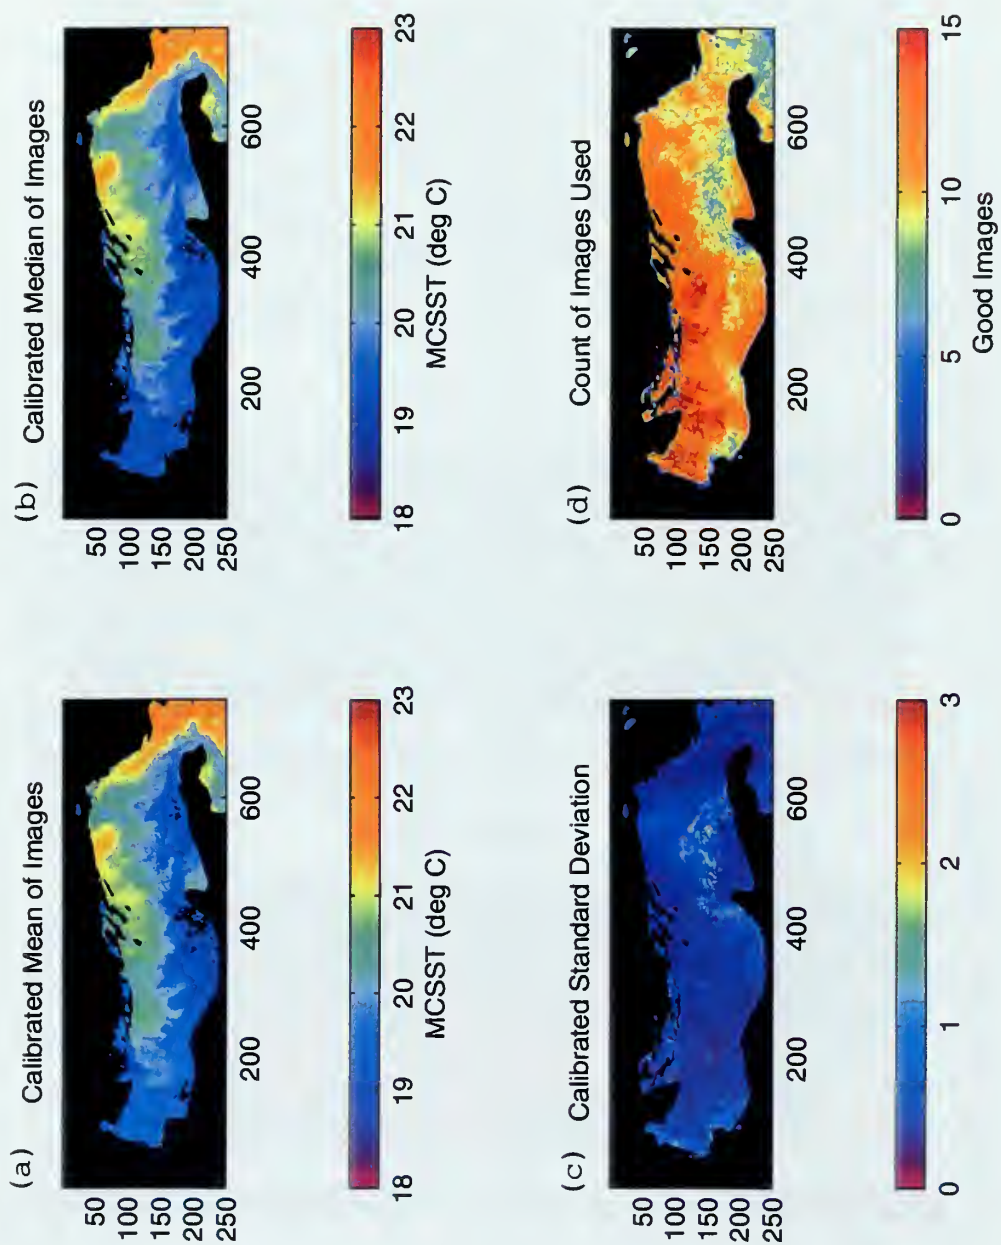 (a) Calibrated Mean of Images
50
100
150
200
250
200 400 600
18 19 20 21 22 23
MCSST (deg C)
(b) Calibrated Median of Images
50
100
150
200
250
200 400 600
18 19 20 21 22 23
MCSST (deg C)
(c) Calibrated Standard Deviation
50
100
150
200
250
200 400 600
0 1 2 3
(d) Count of Images Used
50
100
150
200
250
200 400 600
0 5 10 15
Good Images